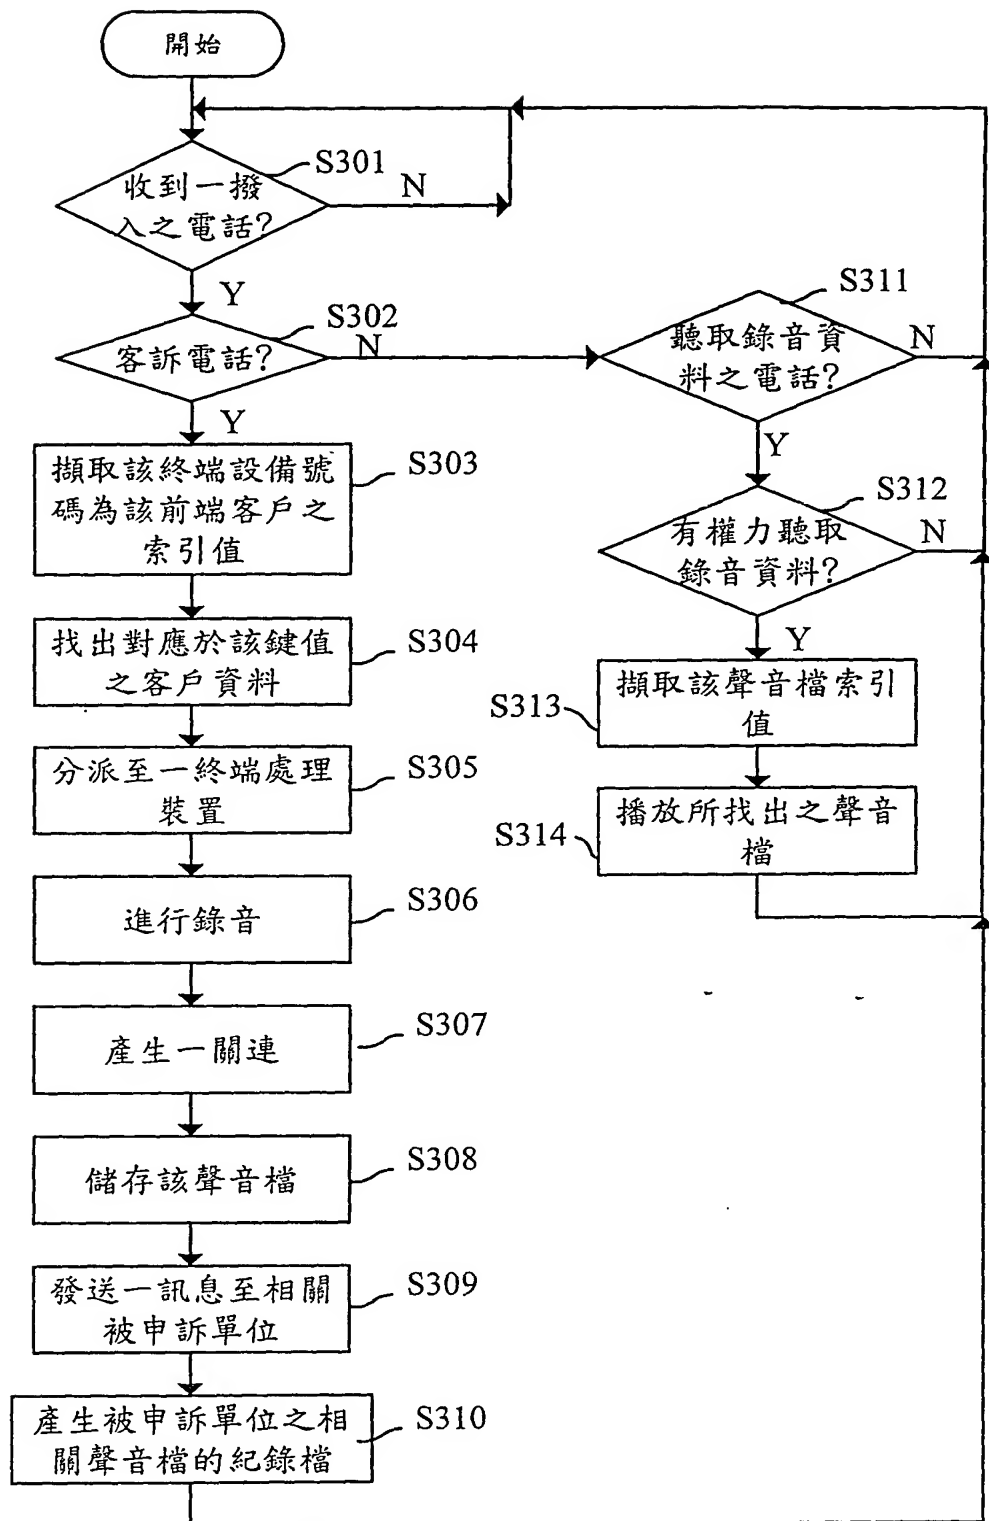 開始
S301
收到一撥
入之電話?
N
Y
S302
客訴電話?
N
Y
S311
聽取錄音資
料之電話?
N
Y
S303
擷取該終端設備號
碼為該前端客戶之
索引值
S312
有權力聽取
錄音資料?
N
Y
S304
找出對應於該鍵值
之客戶資料
S313
擷取該聲音檔索引
值
S305
分派至一終端處理
裝置
S314
播放所找出之聲音
檔
S306
進行錄音
S307
產生一關連
S308
儲存該聲音檔
S309
發送一訊息至相關
被申訴單位
S310
產生被申訴單位之相
關聲音檔的紀錄檔